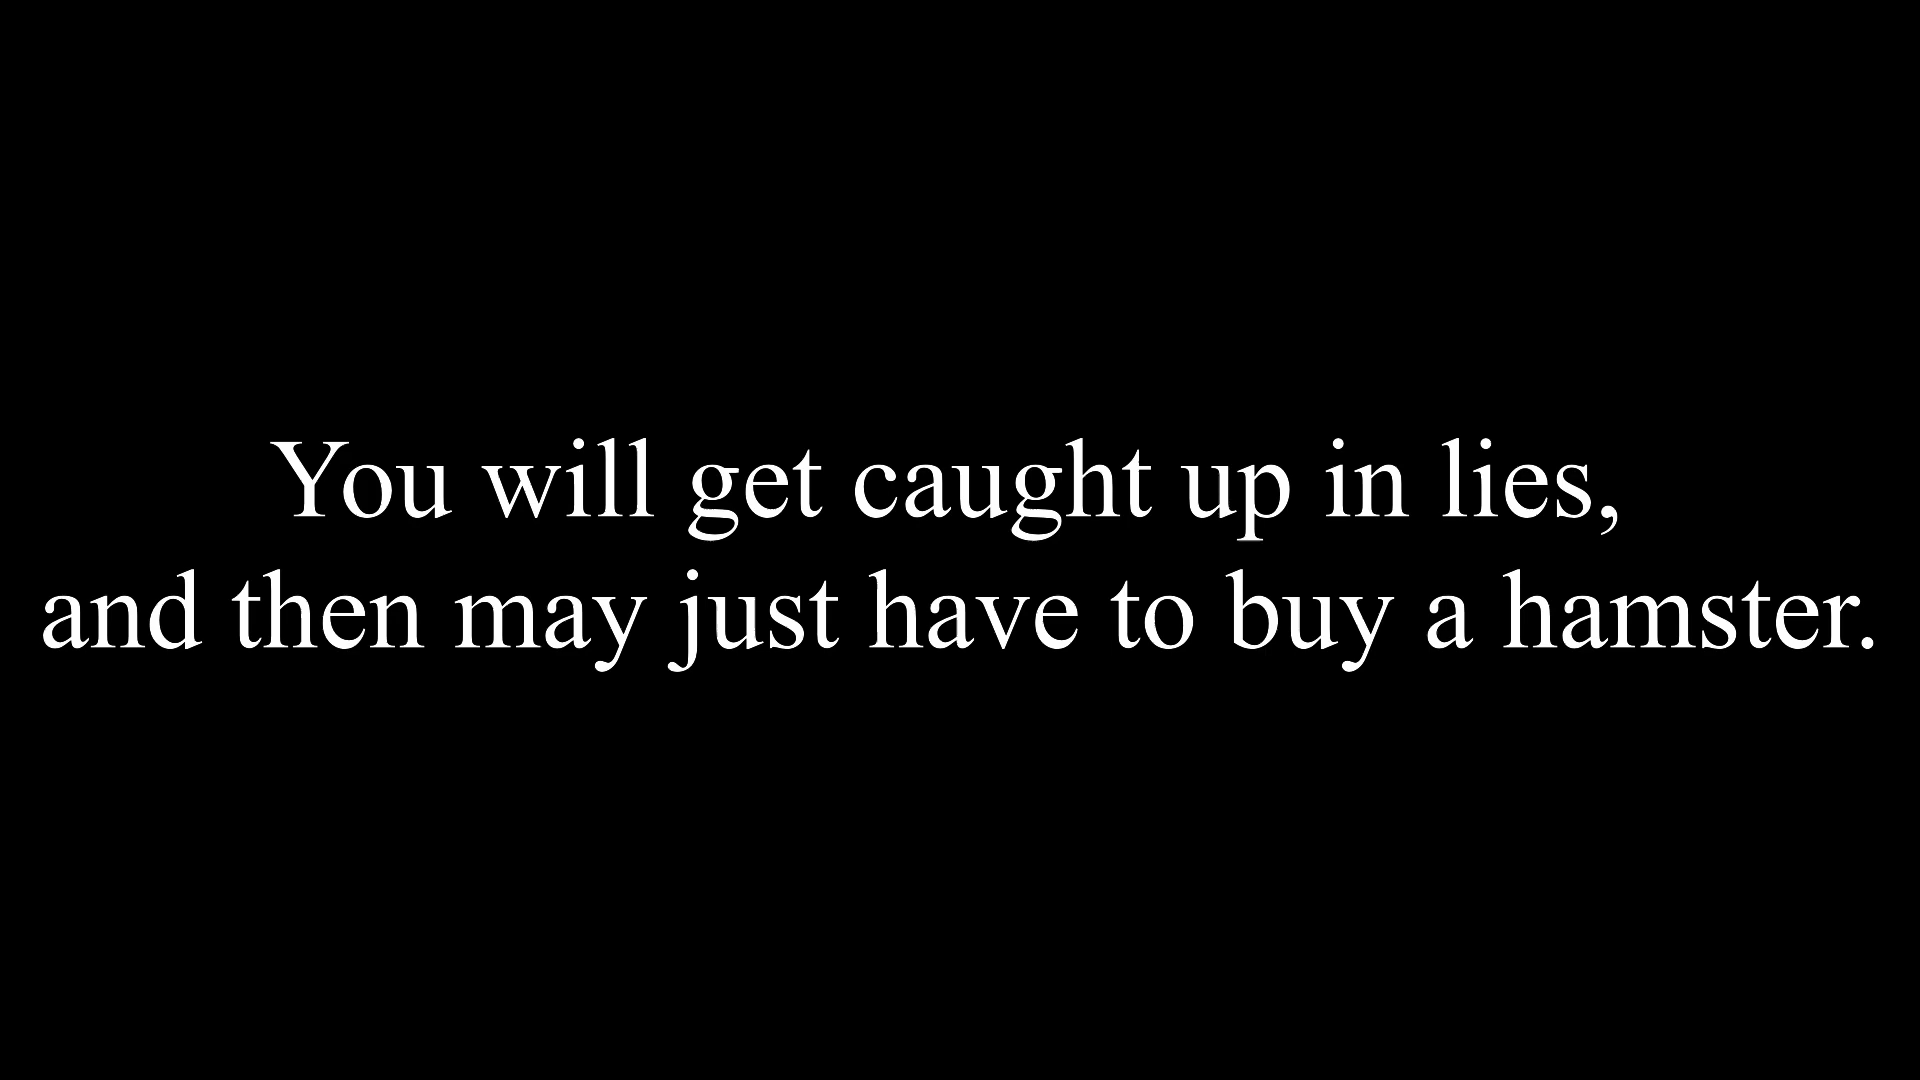 You will get caught up in lies,
and then may just have to buy a hamster.